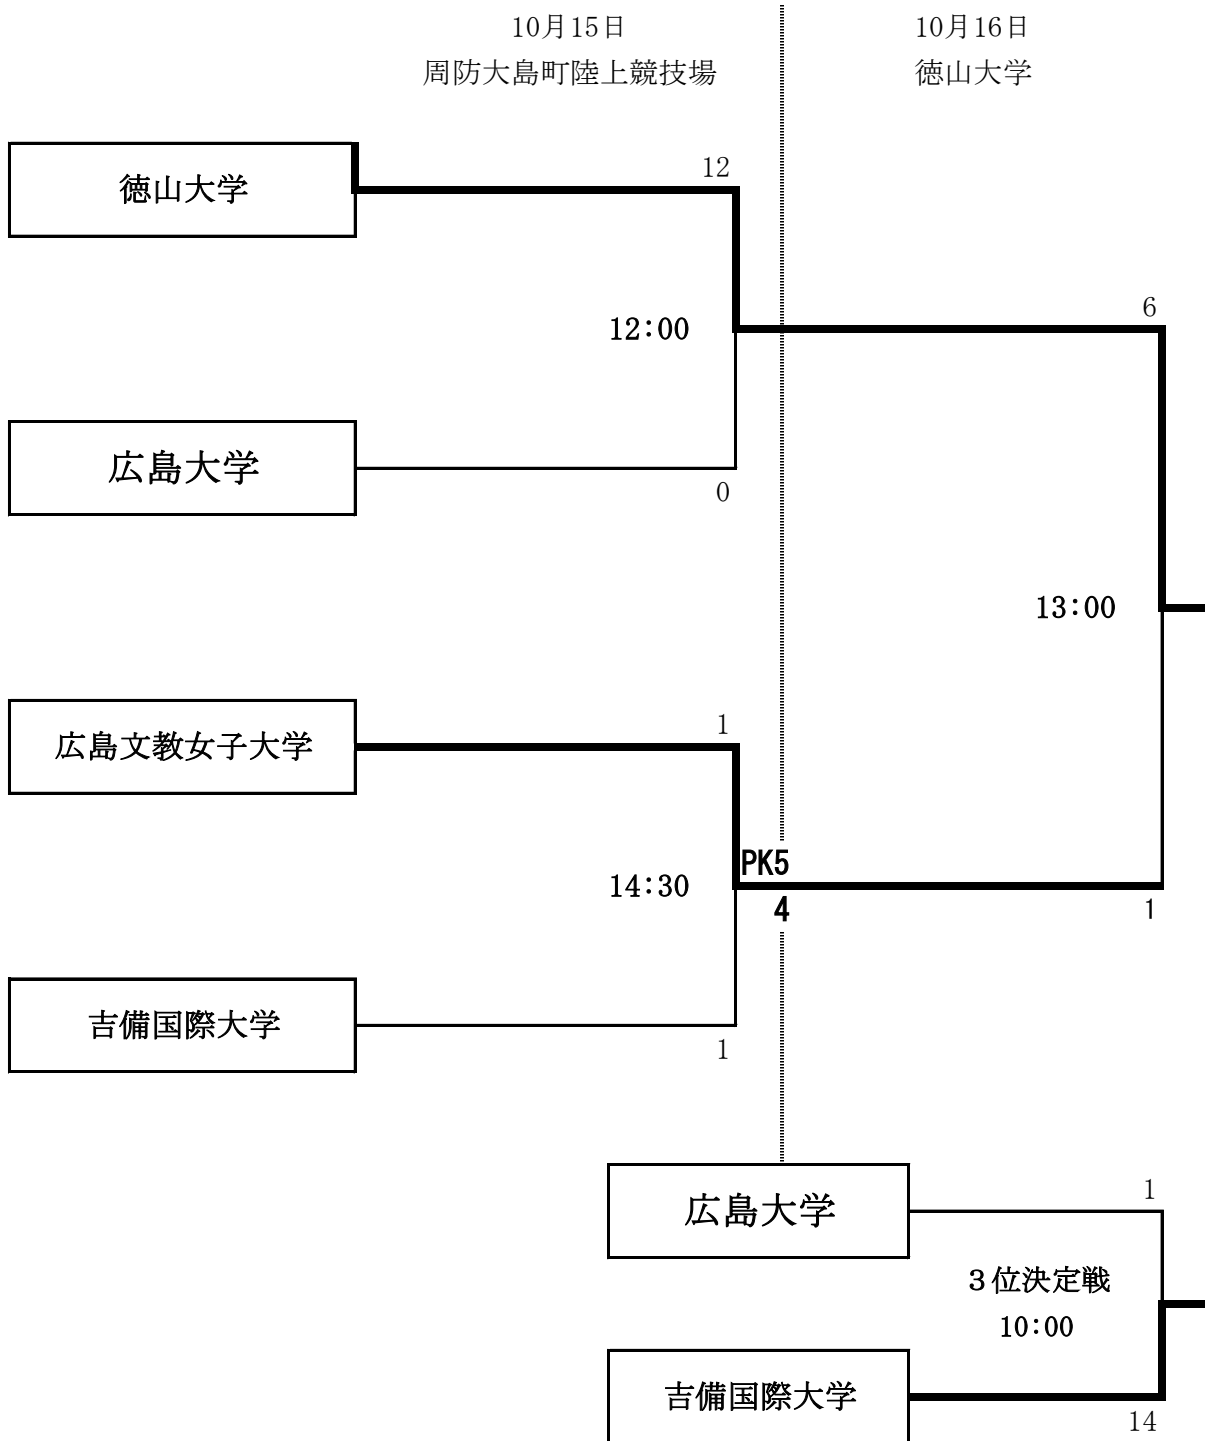 10月15日
10月16日
周防大島町陸上競技場
徳山大学
12
徳山大学
6
12:00
広島大学
0
13:00
1
広島文教女子大学
PK5
14:30
4
1
吉備国際大学
1
1
広島大学
３位決定戦
10:00
吉備国際大学
14